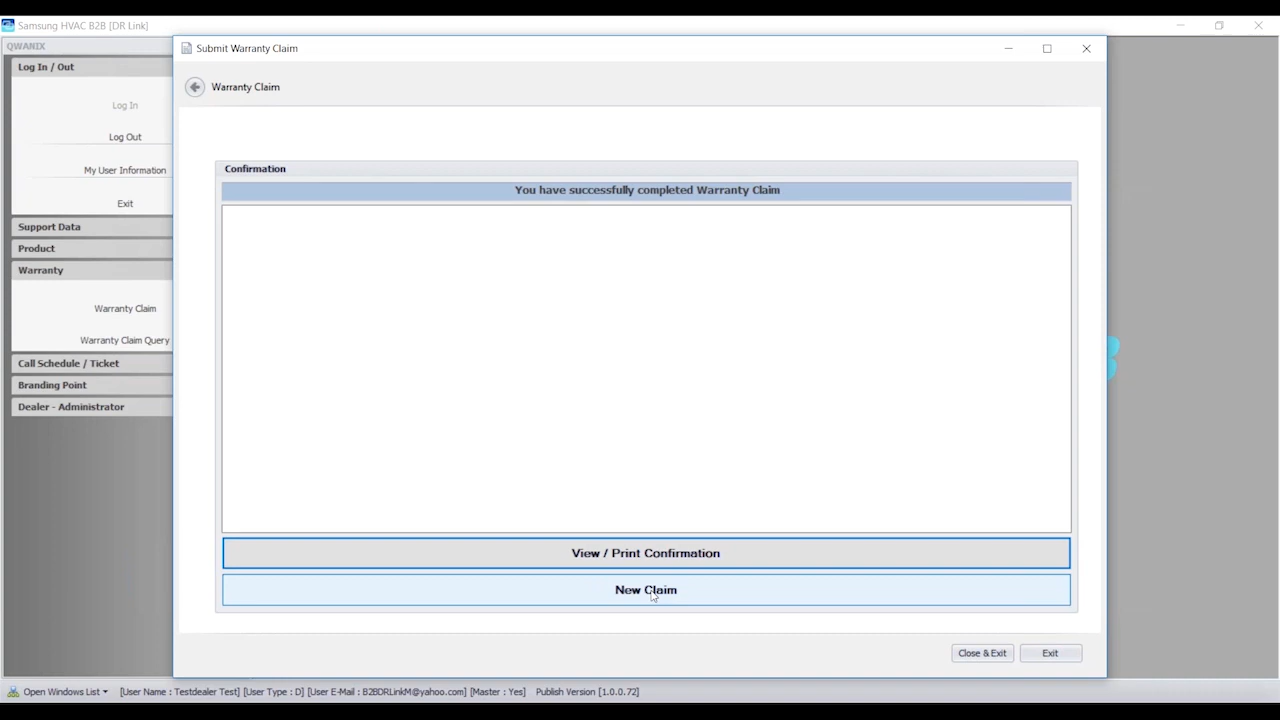 Samsung HVAC B2B [DR Link]
QWANIX
Log In / Out
Log In
Log Out
My User Information
Exit
Support Data
Product
Warranty
Warranty Claim
Warranty Claim Query
Call Schedule / Ticket
Branding Point
Dealer - Administrator
Submit Warranty Claim
Warranty Claim
Confirmation
You have successfully completed Warranty Claim
View / Print Confirmation
New Claim
Close & Exit
Exit
Open Windows List
[User Name : Testdealer Test] [User Type : D] [User E-Mail : B2BDRLinkM@yahoo.com] [Master : Yes]
Publish Version [1.0.0.72]